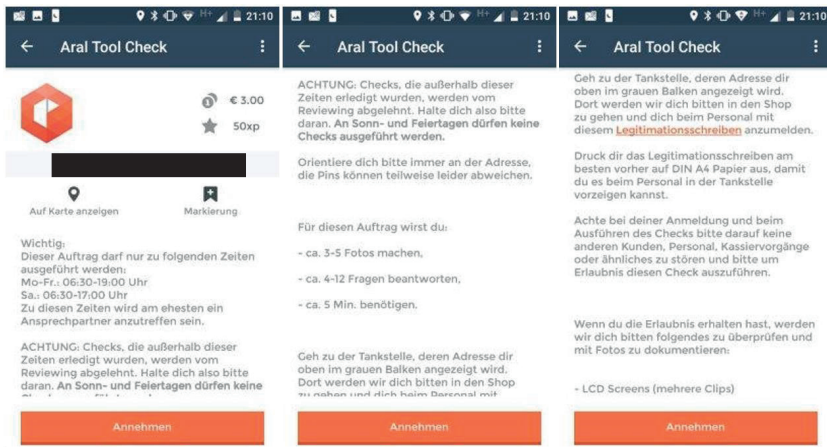 21:10
Aral Tool Check
€ 3.00
50xp
Auf Karte anzeigen
Markierung
Wichtig:
Dieser Auftrag darf nur zu folgenden Zeiten
ausgeführt werden:
Mo-Fr.: 06:30-19:00 Uhr
Sa.: 06:30-17:00 Uhr
Zu diesen Zeiten wird am ehesten ein
Ansprechpartner anzutreffen sein.
ACHTUNG: Checks, die außerhalb dieser
Zeiten erledigt wurden, werden vom
Reviewing abgelehnt. Halte dich also bitte
daran. An Sonn- und Feiertagen dürfen keine
Annehmen
H+ 21:10
Aral Tool Check
ACHTUNG: Checks, die außerhalb dieser
Zeiten erledigt wurden, werden vom
Reviewing abgelehnt. Halte dich also bitte
daran. An Sonn- und Feiertagen dürfen keine
Checks ausgeführt werden.
Orientiere dich bitte immer an der Adresse,
die Pins können teilweise leider abweichen.
Für diesen Auftrag wirst du:
- ca. 3-5 Fotos machen,
- ca. 4-12 Fragen beantworten,
- ca. 5 Min. benötigen.
Geh zu der Tankstelle, deren Adresse dir
oben im grauen Balken angezeigt wird.
Dort werden wir dich bitten in den Shop
zu gehen und dich beim Personal mit
Annehmen
H+ 21:10
Aral Tool Check
Geh zu der Tankstelle, deren Adresse dir
oben im grauen Balken angezeigt wird.
Dort werden wir dich bitten in den Shop
zu gehen und dich beim Personal mit
diesem Legitimationsschreiben anzumelden.
Druck dir das Legitimationsschreiben am
besten vorher auf DIN A4 Papier aus, damit
du es beim Personal in der Tankstelle
vorzeigen kannst.
Achte bei deiner Anmeldung und beim
Ausführen des Checks bitte darauf keine
anderen Kunden, Personal, Kassiervorgänge
oder ähnliches zu stören und bitte um
Erlaubnis diesen Check auszuführen.
Wenn du die Erlaubnis erhalten hast, werden
wir dich bitten folgendes zu überprüfen und
mit Fotos zu dokumentieren:
- LCD Screens (mehrere Clips)
Annehmen